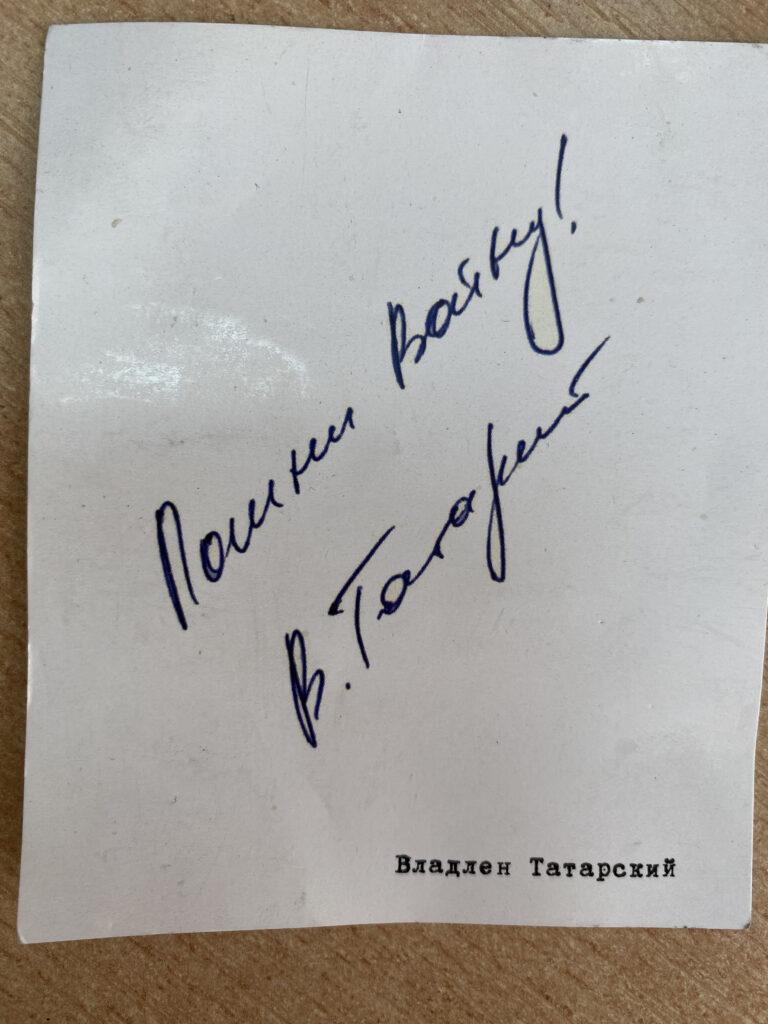 Помни Войну!
В. Татарский
Владлен Татарский